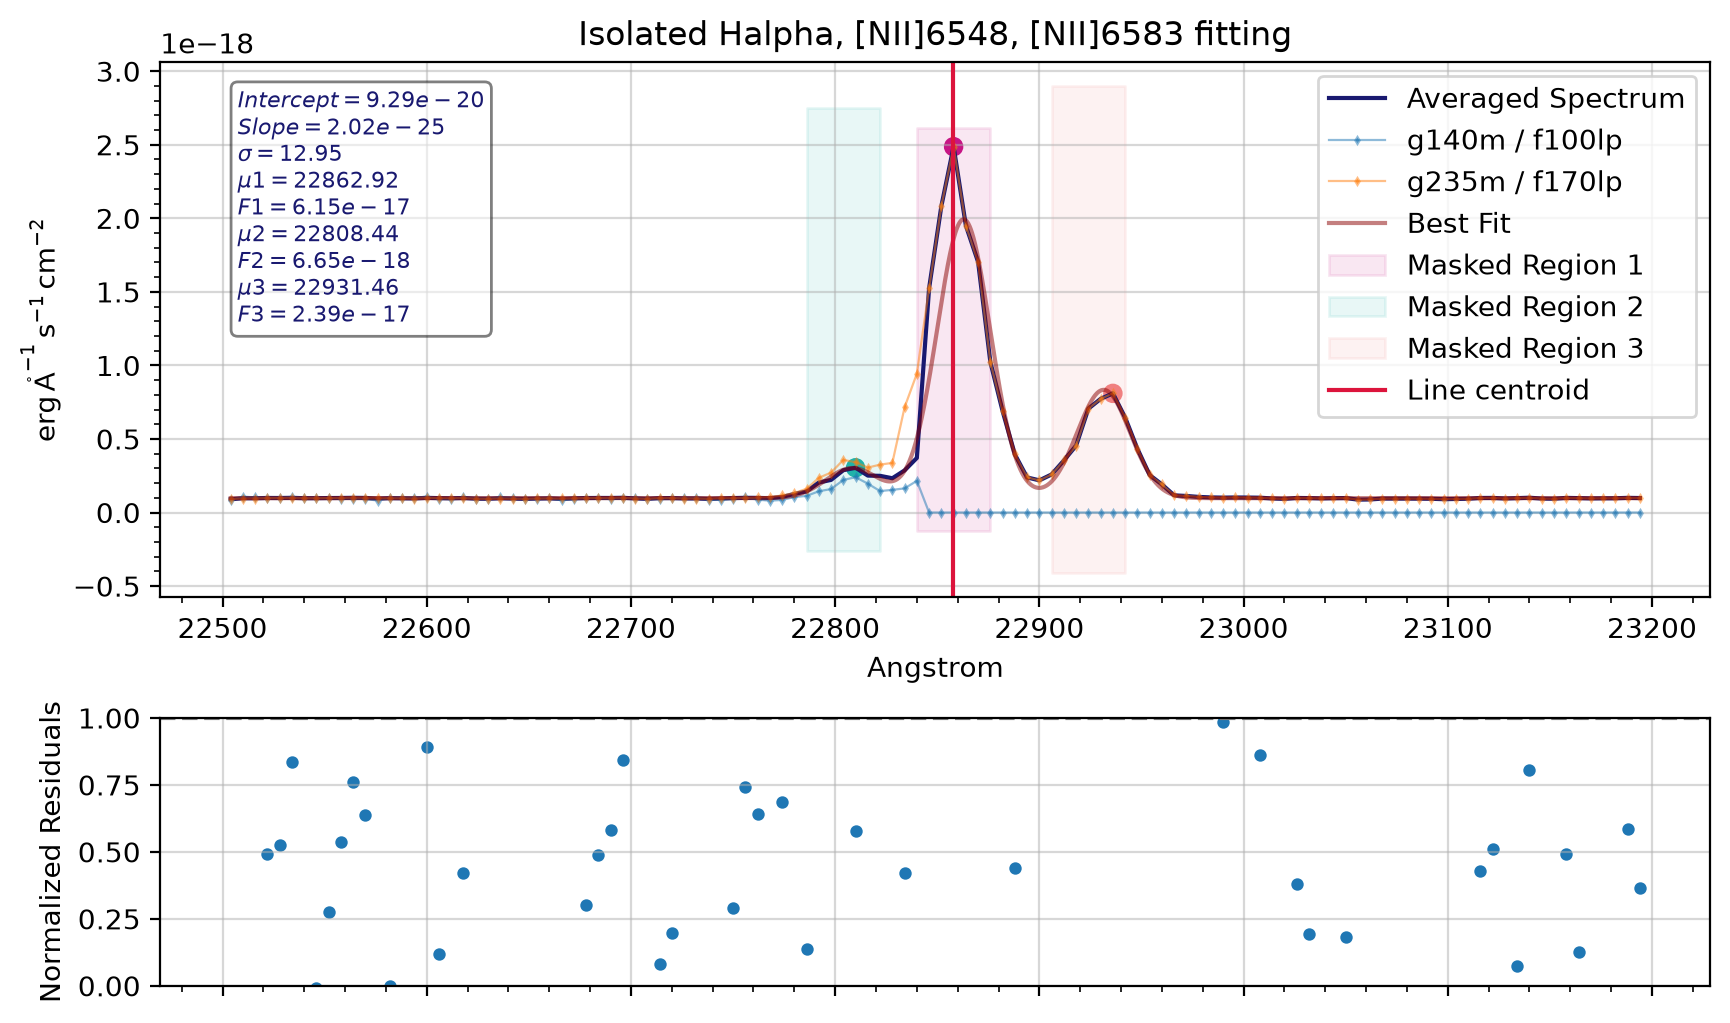 Isolated Halpha, [NII]6548, [NII]6583 fitting
1e−18
3.0
2.5
2.0
1.5
1.0
0.5
0.0
−0.5
erg Å⁻¹ s⁻¹ cm⁻²
Intercept = 9.29e − 20
Slope = 2.02e − 25
σ = 12.95
μ1 = 22862.92
F1 = 6.15e − 17
μ2 = 22808.44
F2 = 6.65e − 18
μ3 = 22931.46
F3 = 2.39e − 17
Averaged Spectrum
g140m / f100lp
g235m / f170lp
Best Fit
Masked Region 1
Masked Region 2
Masked Region 3
Line centroid
22500 22600 22700 22800 22900 23000 23100 23200
Angstrom
Normalized Residuals
1.00
0.75
0.50
0.25
0.00